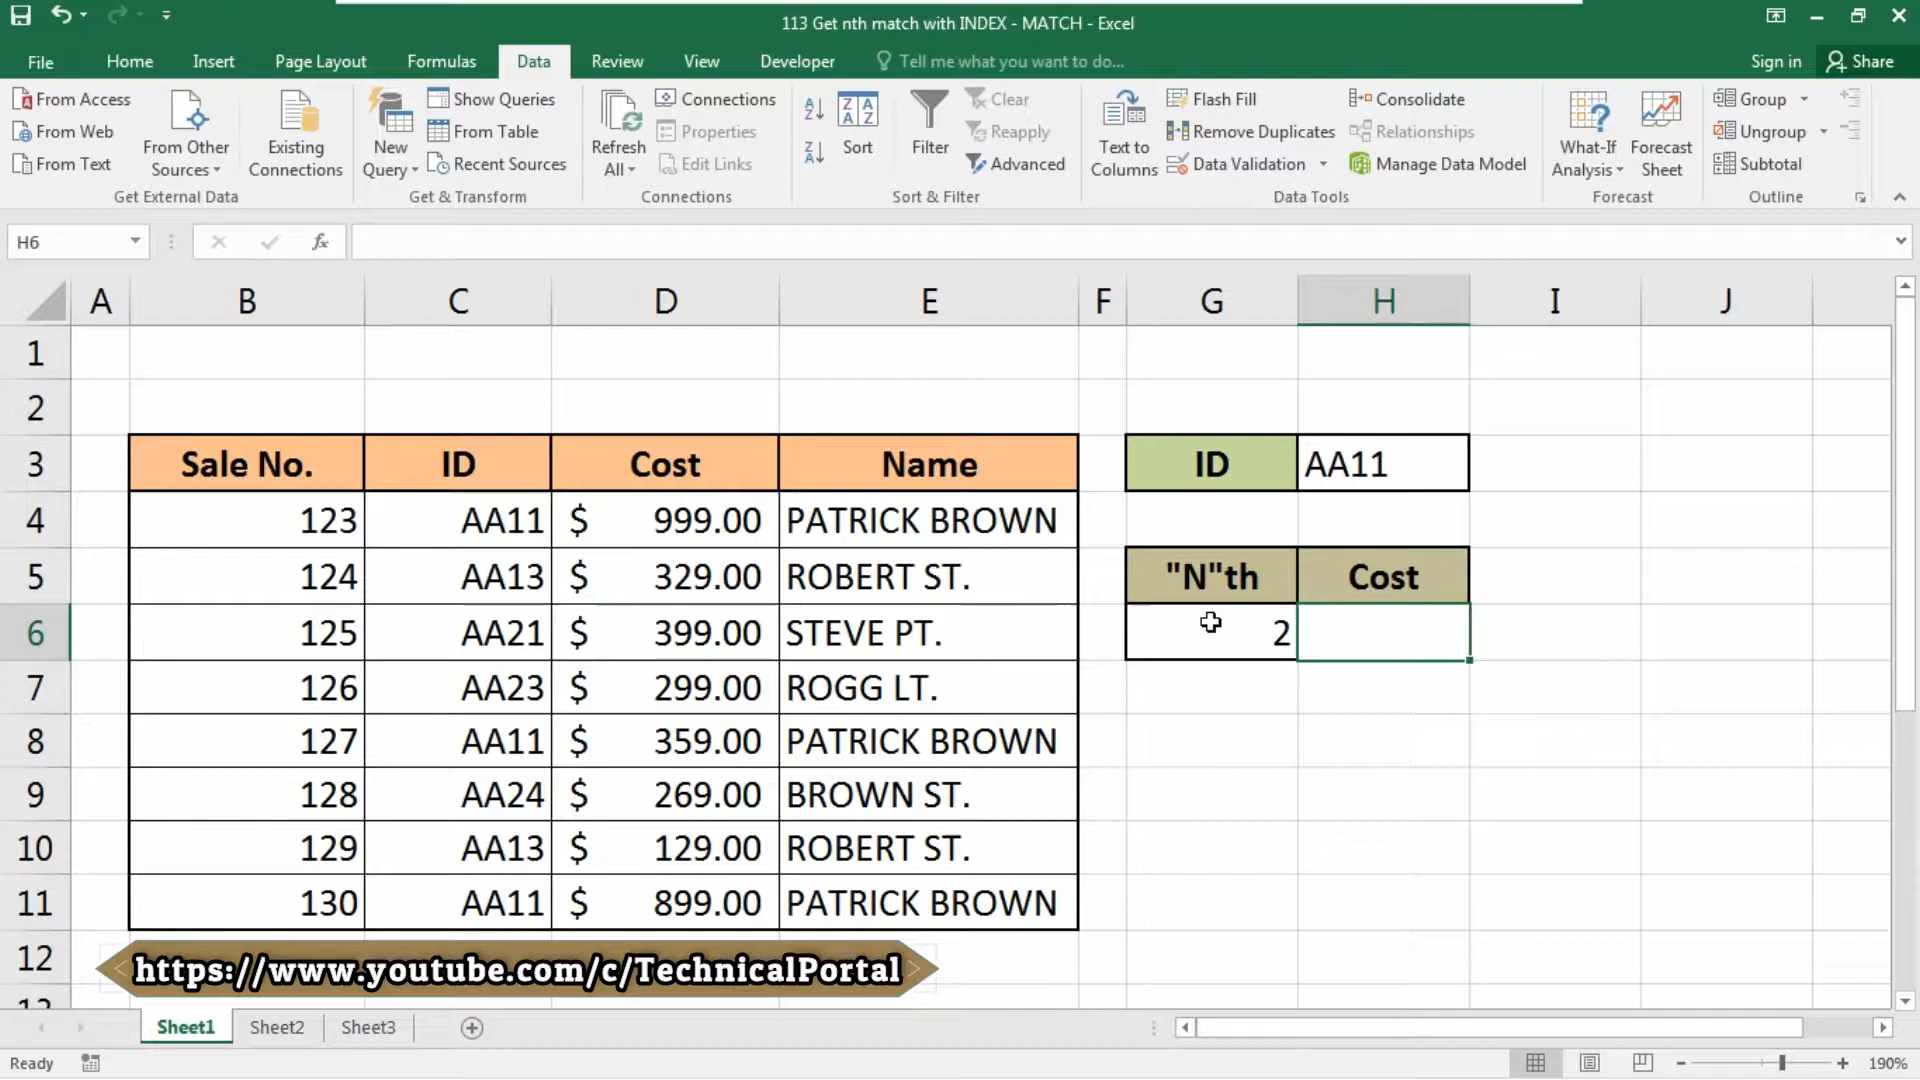 113 Get nth match with INDEX - MATCH - Excel
File Home Insert Page Layout Formulas Data Review View Developer Tell me what you want to do... Sign in Share
From Access
From Web
From Text
From Other Sources
Existing Connections
Get External Data
New Query
Show Queries
From Table
Recent Sources
Get & Transform
Refresh All
Connections
Properties
Edit Links
Connections
Sort
Filter
Clear
Reapply
Advanced
Sort & Filter
Text to Columns
Flash Fill
Remove Duplicates
Data Validation
Consolidate
Relationships
Manage Data Model
Data Tools
What-If Analysis
Forecast Sheet
Forecast
Group
Ungroup
Subtotal
Outline
H6 fx
A B C D E F G H I J
1
2
3 Sale No. ID Cost Name ID AA11
4 123 AA11 $ 999.00 PATRICK BROWN
5 124 AA13 $ 329.00 ROBERT ST. "N"th Cost
6 125 AA21 $ 399.00 STEVE PT. 2
7 126 AA23 $ 299.00 ROGG LT.
8 127 AA11 $ 359.00 PATRICK BROWN
9 128 AA24 $ 269.00 BROWN ST.
10 129 AA13 $ 129.00 ROBERT ST.
11 130 AA11 $ 899.00 PATRICK BROWN
12
https://www.youtube.com/c/TechnicalPortal
13
Sheet1 Sheet2 Sheet3
Ready 190%